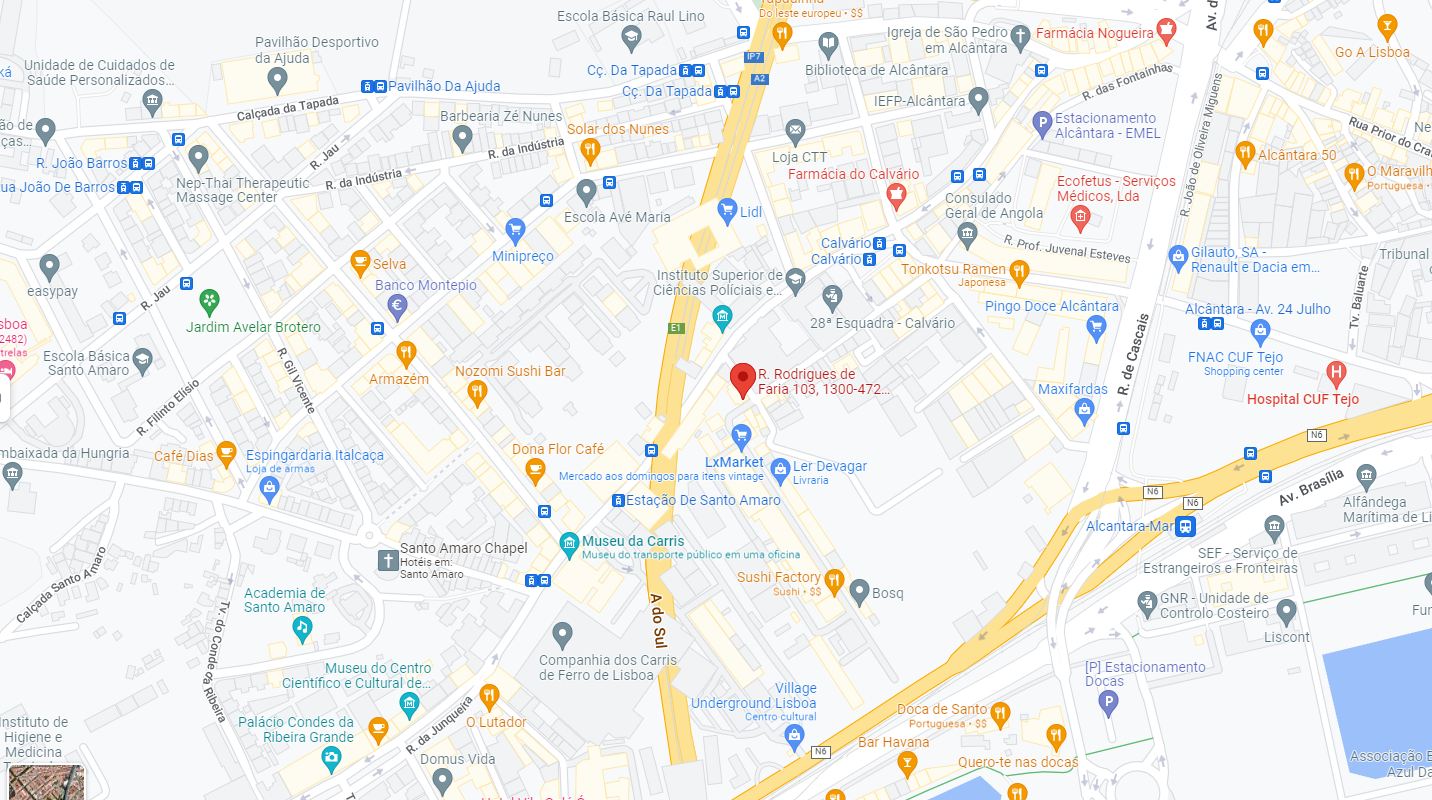 Tapadinha
Do leste europeu • $$
Escola Básica Raul Lino
Igreja de São Pedro
em Alcântara
Farmácia Nogueira
Av. d
Go A Lisboa
Pavilhão Desportivo
da Ajuda
Unidade de Cuidados de
Saúde Personalizados...
ká
IP7
A2
Cç. Da Tapada
Cç. Da Tapada
Biblioteca de Alcântara
R. das Fontaínhas
Pavilhão Da Ajuda
Calçada da Tapada
IEFP-Alcântara
Estacionamento
Alcântara - EMEL
R. João de Oliveira Miguens
Rua Prior do Cra
Barbearia Zé Nunes
Solar dos Nunes
R. da Indústria
Loja CTT
Alcântara 50
ão de
ças...
R. João Barros
ua João De Barros
R. Jau
R. da Indústria
Nep-Thai Therapeutic
Massage Center
Farmácia do Calvário
Ecofetus - Serviços
Médicos, Lda
O Maravilh
Portuguesa •
Escola Avé Maria
Lidl
Consulado
Geral de Angola
R. Prof. Juvenal Esteves
Minipreço
Calvário
Calvário
Gilauto, SA -
Renault e Dacia em...
Tribunal
Selva
Instituto Superior de
Ciências Policiais e...
Tonkotsu Ramen
Japonesa
easypay
R. Jau
Banco Montepio
Pingo Doce Alcântara
Alcântara - Av. 24 Julho
Tv. Baluarte
Jardim Avelar Brotero
E1
28ª Esquadra - Calvário
sboa
2482)
trelas
Escola Básica
Santo Amaro
R. Gil Vicente
R. de Cascais
FNAC CUF Tejo
Shopping center
Armazém
Nozomi Sushi Bar
R. Rodrigues de
Faria 103, 1300-472...
Maxifardas
Hospital CUF Tejo
R. Filinto Elísio
N6
mbaixada da Hungria
Café Dias
Espingardaria Italcaça
Loja de armas
Dona Flor Café
LxMarket
Mercado aos domingos para itens vintage
Ler Devagar
Livraria
Estação De Santo Amaro
N6
N6
Av. Brasília
Alfândega
Marítima de Li
Alcantara-Mar
Museu da Carris
Museu do transporte público em uma oficina
Santo Amaro Chapel
Hotéis em:
Santo Amaro
SEF - Serviço de
Estrangeiros e Fronteiras
Calçada Santo Amaro
Sushi Factory
Sushi • $$
Bosq
Academia de
Santo Amaro
GNR - Unidade de
Controlo Costeiro
Fun
Liscont
Tv. do Conde da Ribeira
A do Sul
Companhia dos Carris
de Ferro de Lisboa
Museu do Centro
Científico e Cultural de...
[P] Estacionamento
Docas
Village
Underground Lisboa
Centro cultural
Doca de Santo
Portuguesa • $$
Palácio Condes da
Ribeira Grande
R. da Junqueira
O Lutador
nstituto de
Higiene e
Medicina
Bar Havana
N6
Quero-te nas docas
Domus Vida
Associação E
Azul Da